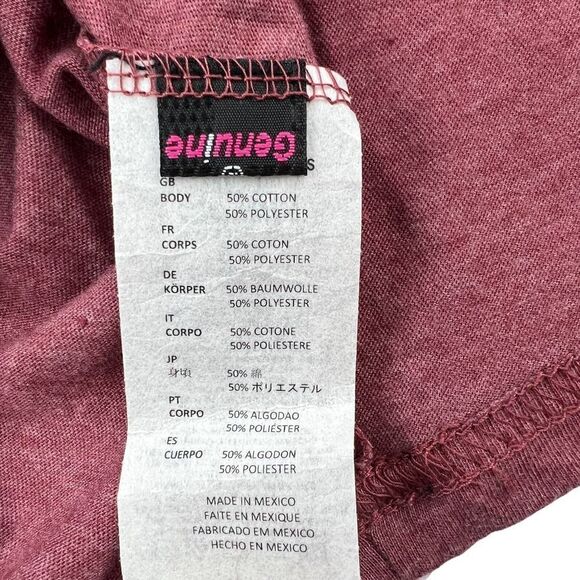 Genuine
S
GB
BODY 50% COTTON
50% POLYESTER
FR
CORPS 50% COTON
50% POLYESTER
DE
KÖRPER 50% BAUMWOLLE
50% POLYESTER
IT
CORPO 50% COTONE
50% POLIESTERE
JP
身頃 50% 綿
50% ポリエステル
PT
CORPO 50% ALGODAO
50% POLIÉSTER
ES
CUERPO 50% ALGODON
50% POLIESTER
MADE IN MEXICO
FAITE EN MEXIQUE
FABRICADO EM MEXICO
HECHO EN MEXICO